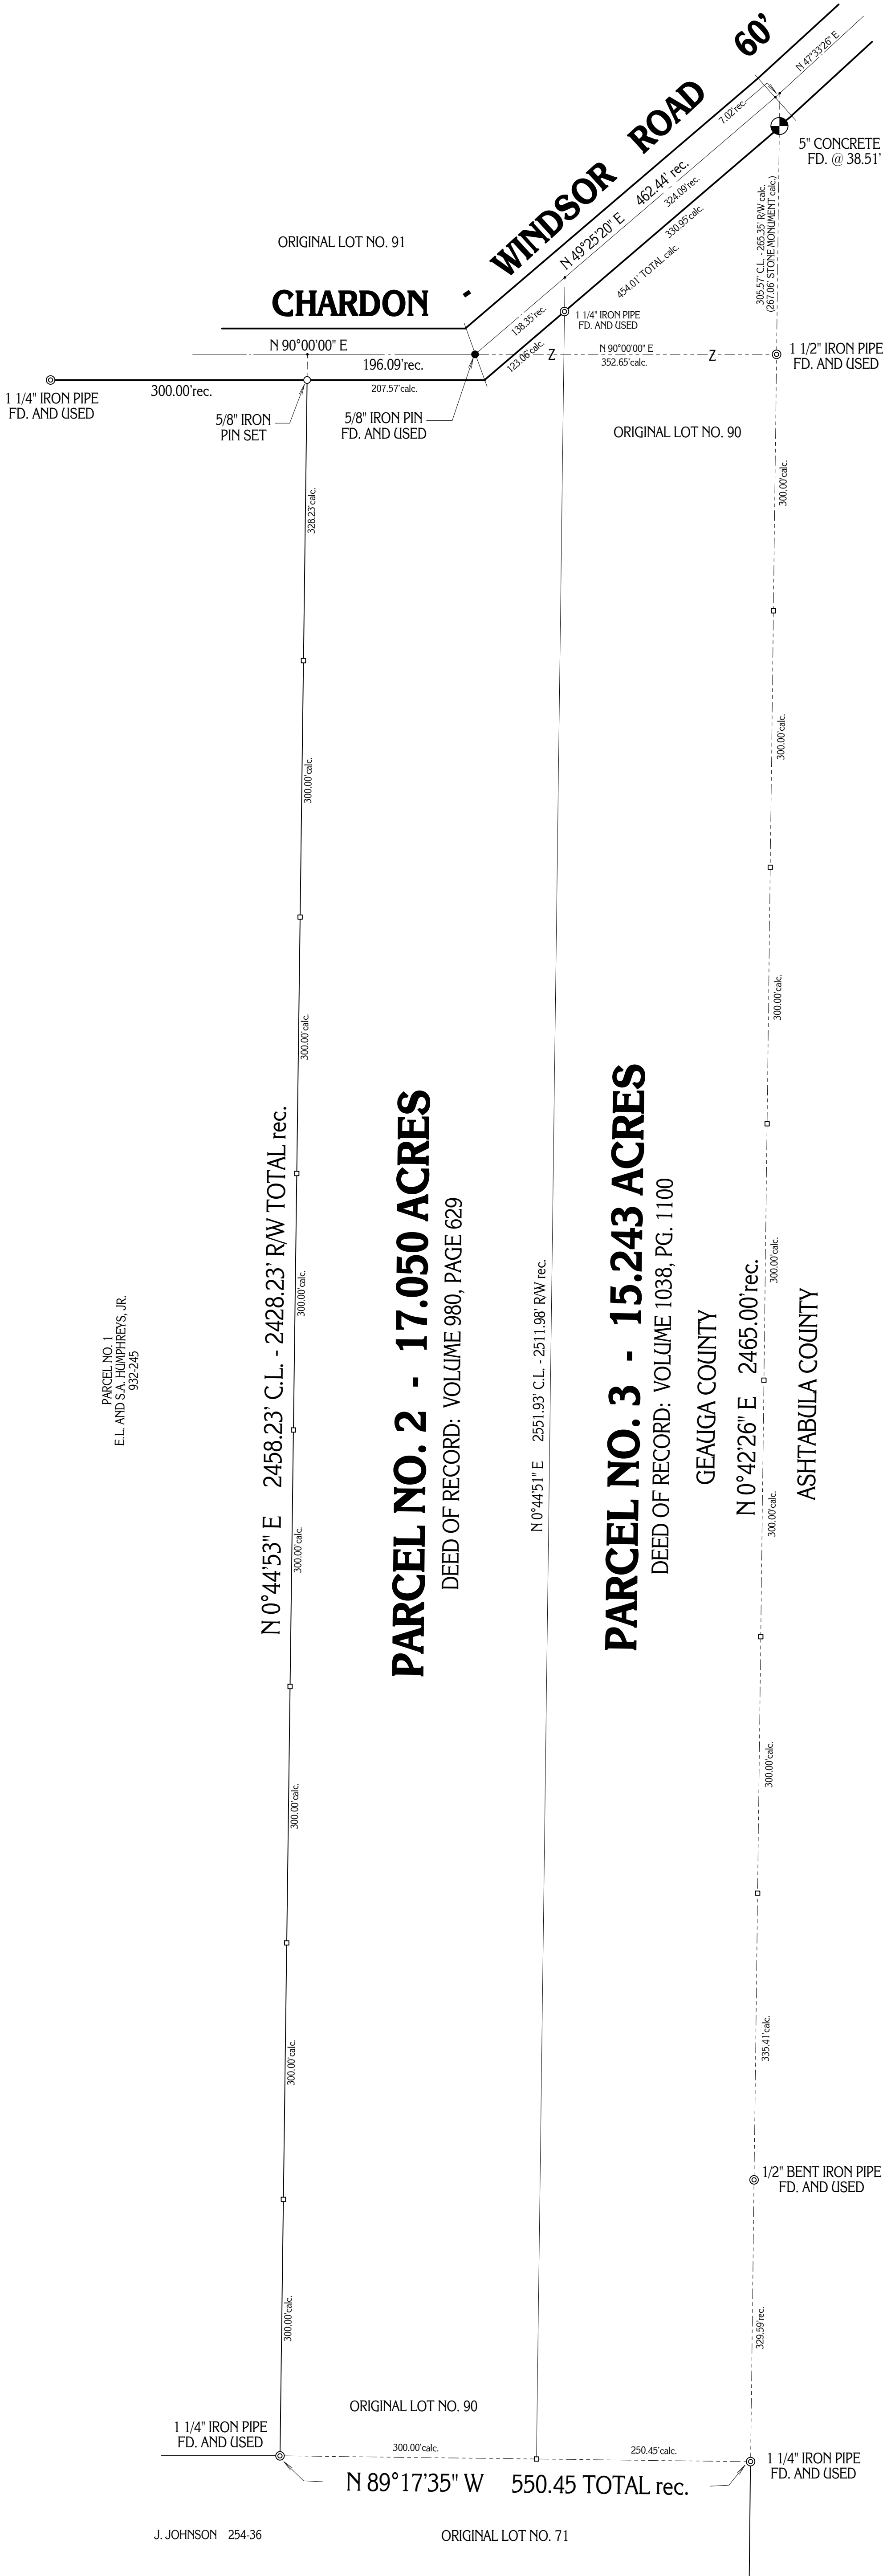 60'
N 47°33'26" E
7.02'rec.
5" CONCRETE
FD. @ 38.51'
CHARDON - WINDSOR ROAD
N 49°25'20" E 462.44' rec.
324.09'rec.
330.95'calc.
454.01' TOTAL calc.
305.57' C.L. - 265.35' R/W calc.
(267.06' STONE MONUMENT calc.)
ORIGINAL LOT NO. 91
138.35'rec.
123.06'calc.
1 1/4" IRON PIPE
FD. AND USED
N 90°00'00" E
196.09'rec.
207.57'calc.
Z
N 90°00'00" E
352.65'calc.
Z
1 1/2" IRON PIPE
FD. AND USED
1 1/4" IRON PIPE
FD. AND USED
300.00'rec.
5/8" IRON
PIN SET
5/8" IRON PIN
FD. AND USED
ORIGINAL LOT NO. 90
328.23'calc.
300.00'calc.
300.00'calc.
300.00'calc.
300.00'calc.
300.00'calc.
300.00'calc.
300.00'calc.
300.00'calc.
PARCEL NO. 1
E.L. AND S.A. HUMPHREYS, JR.
932-245
N 0°44'53" E 2458.23' C.L. - 2428.23' R/W TOTAL rec.
PARCEL NO. 2 - 17.050 ACRES
DEED OF RECORD: VOLUME 980, PAGE 629
N 0°44'51" E 2551.93' C.L. - 2511.98' R/W rec.
PARCEL NO. 3 - 15.243 ACRES
DEED OF RECORD: VOLUME 1038, PG. 1100
GEAUGA COUNTY
N 0°42'26" E 2465.00'rec.
ASHTABULA COUNTY
300.00'calc.
300.00'calc.
300.00'calc.
300.00'calc.
300.00'calc.
300.00'calc.
335.41'calc.
1/2" BENT IRON PIPE
FD. AND USED
329.59'rec.
ORIGINAL LOT NO. 90
1 1/4" IRON PIPE
FD. AND USED
300.00'calc.
250.45'calc.
1 1/4" IRON PIPE
FD. AND USED
N 89°17'35" W 550.45 TOTAL rec.
J. JOHNSON 254-36
ORIGINAL LOT NO. 71